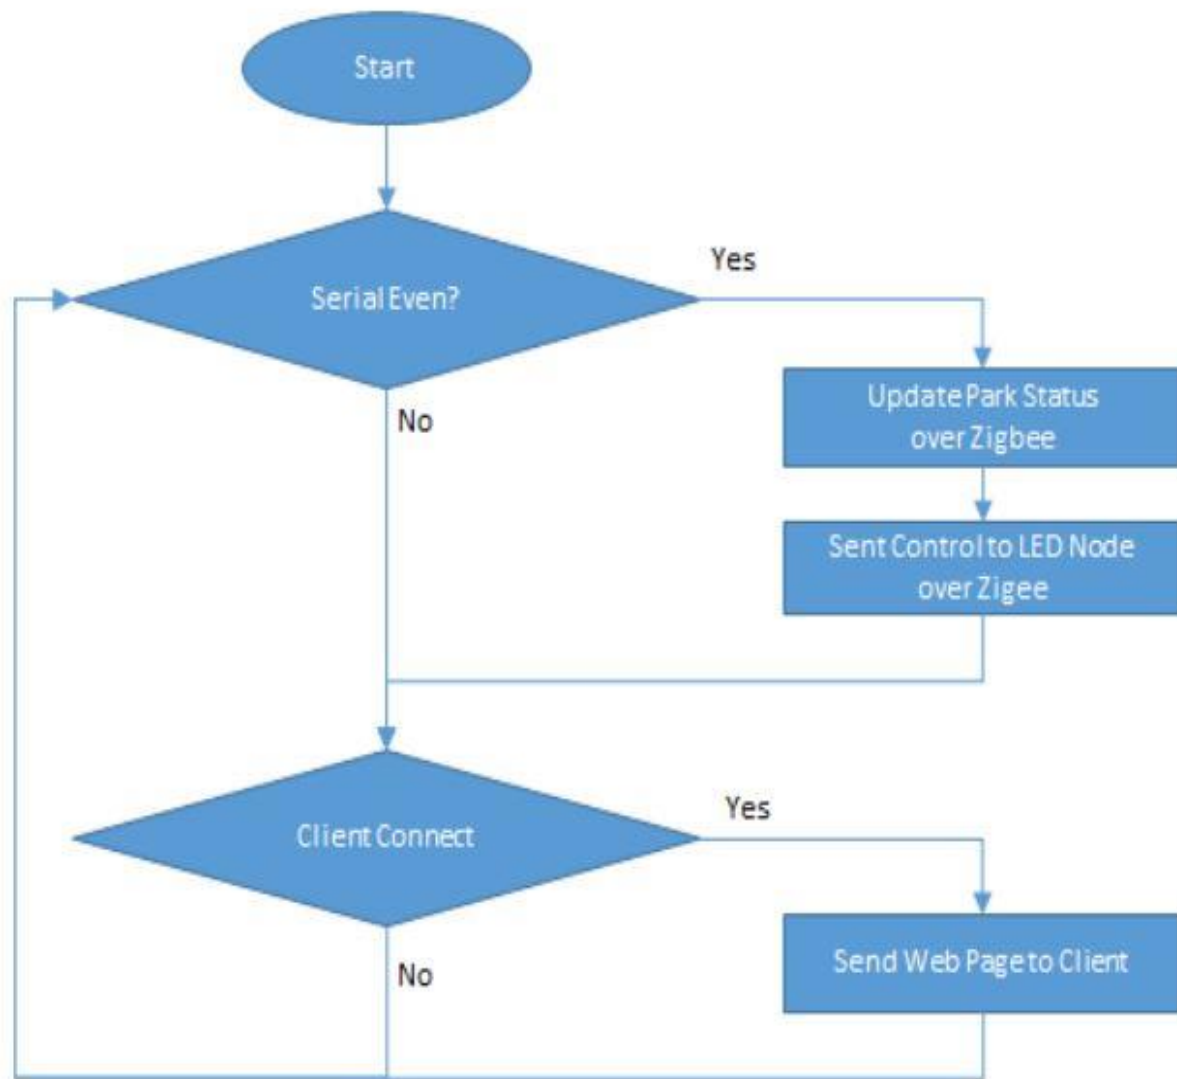 Start
Serial Even?
Yes
No
Update Park Status
over Zigbee
Sent Control to LED Node
over Zigee
Client Connect
Yes
No
Send Web Page to Client